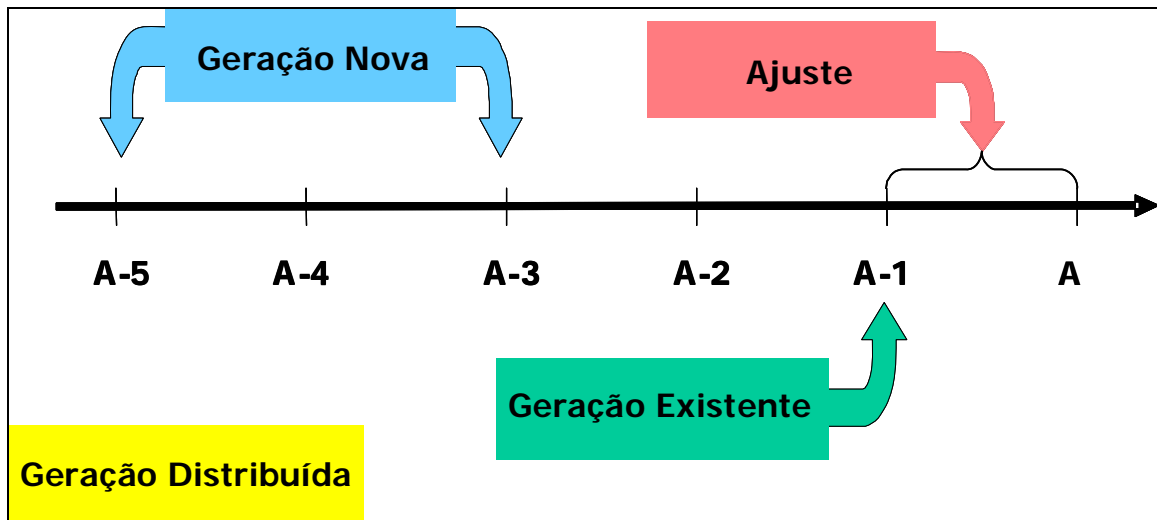 Geração Nova
Ajuste
A-5 A-4 A-3 A-2 A-1 A
Geração Existente
Geração Distribuída